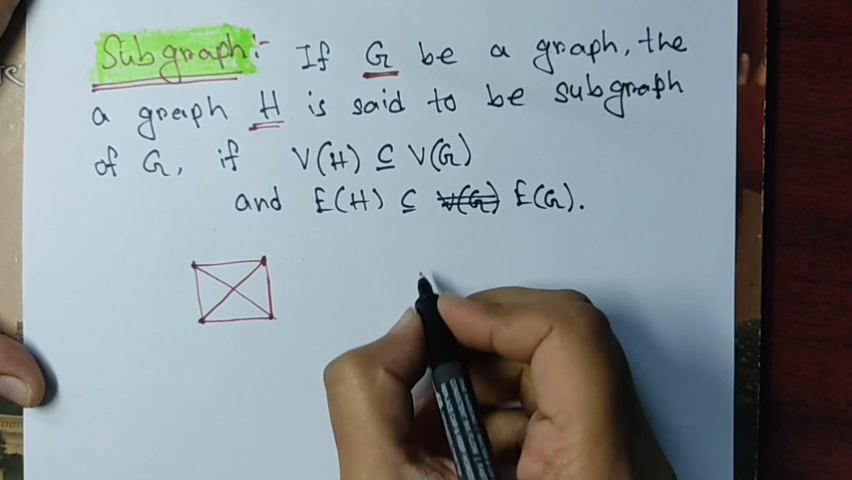 Subgraph:- If G be a graph, the
a graph H is said to be subgraph
of G, if V(H) ⊆ V(G)
and E(H) ⊆ V(G) E(G).